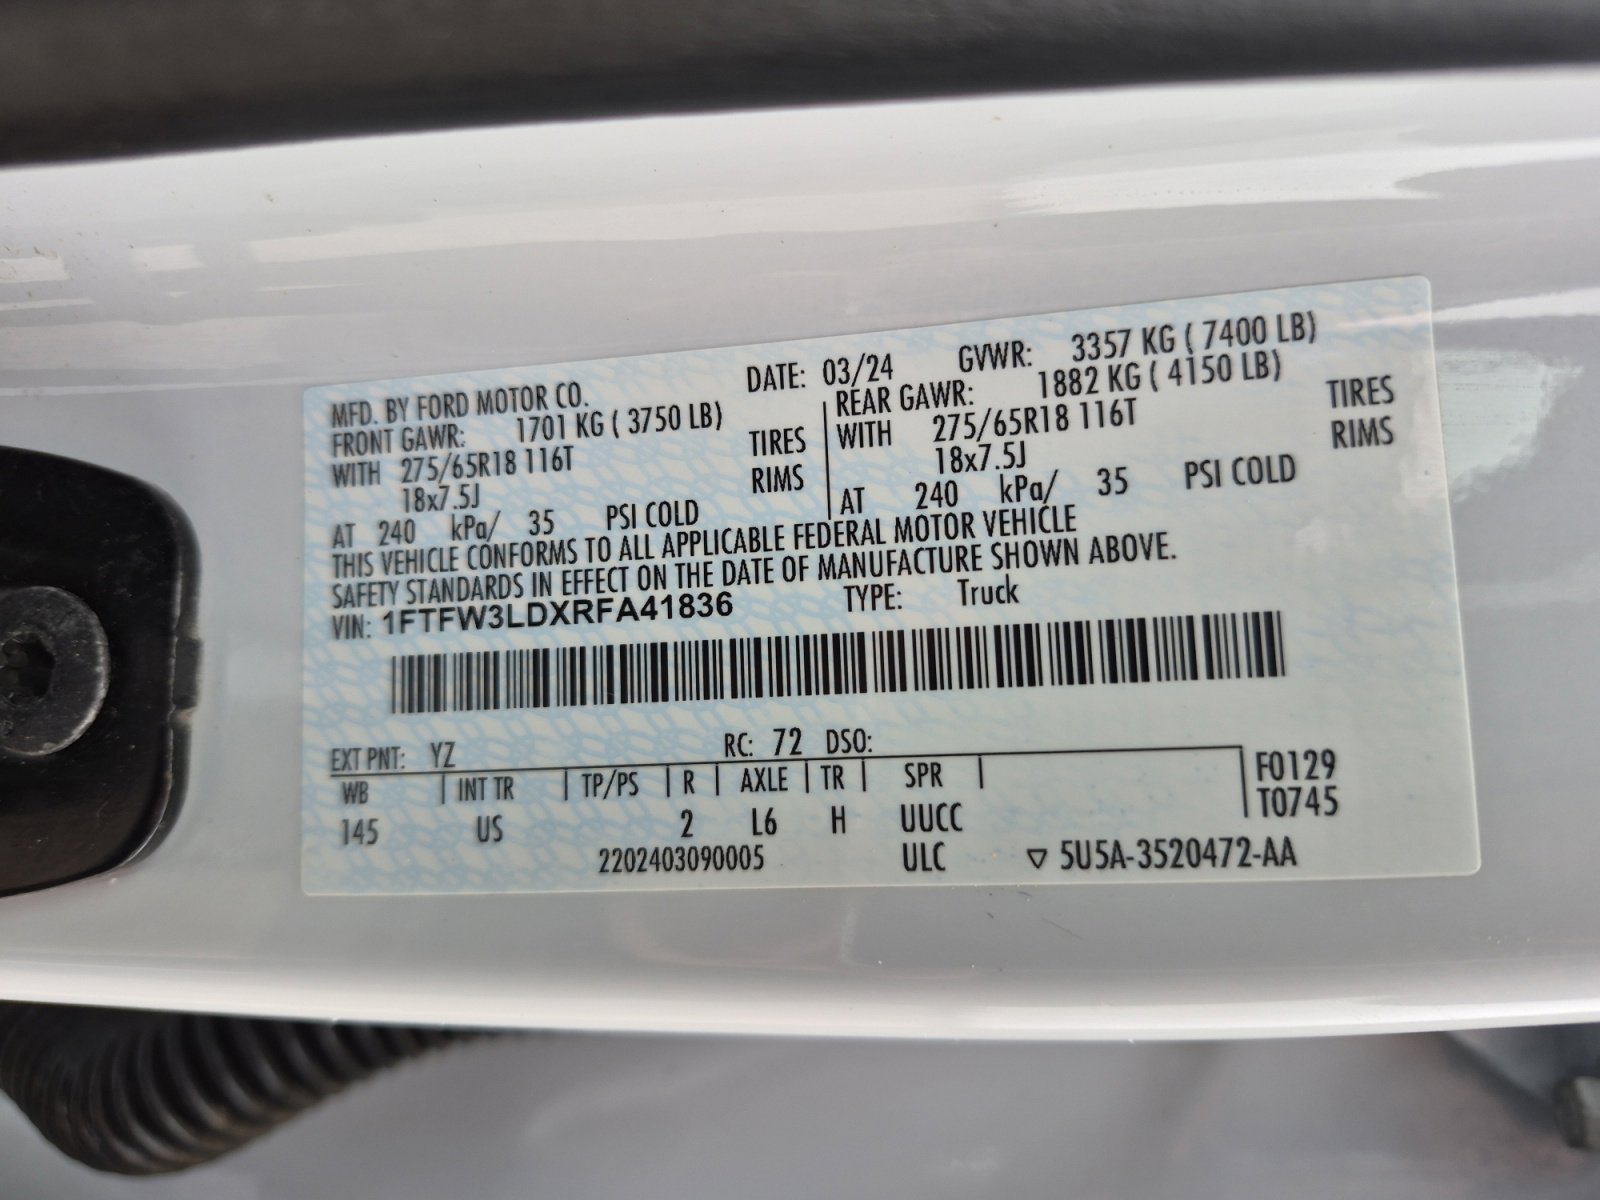 MFD. BY FORD MOTOR CO. DATE: 03/24 GVWR: 3357 KG ( 7400 LB)
FRONT GAWR: 1701 KG ( 3750 LB) REAR GAWR: 1882 KG ( 4150 LB)
WITH 275/65R18 116T TIRES WITH 275/65R18 116T TIRES
18x7.5J RIMS 18x7.5J RIMS
AT 240 kPa/ 35 PSI COLD AT 240 kPa/ 35 PSI COLD
THIS VEHICLE CONFORMS TO ALL APPLICABLE FEDERAL MOTOR VEHICLE
SAFETY STANDARDS IN EFFECT ON THE DATE OF MANUFACTURE SHOWN ABOVE.
VIN: 1FTFW3LDXRFA41836 TYPE: Truck
EXT PNT: YZ RC: 72 DSO:
WB INT TR TP/PS R AXLE TR SPR F0129
145 US 2 L6 H UUCC T0745
2202403090005 ULC ▽ 5U5A-3520472-AA